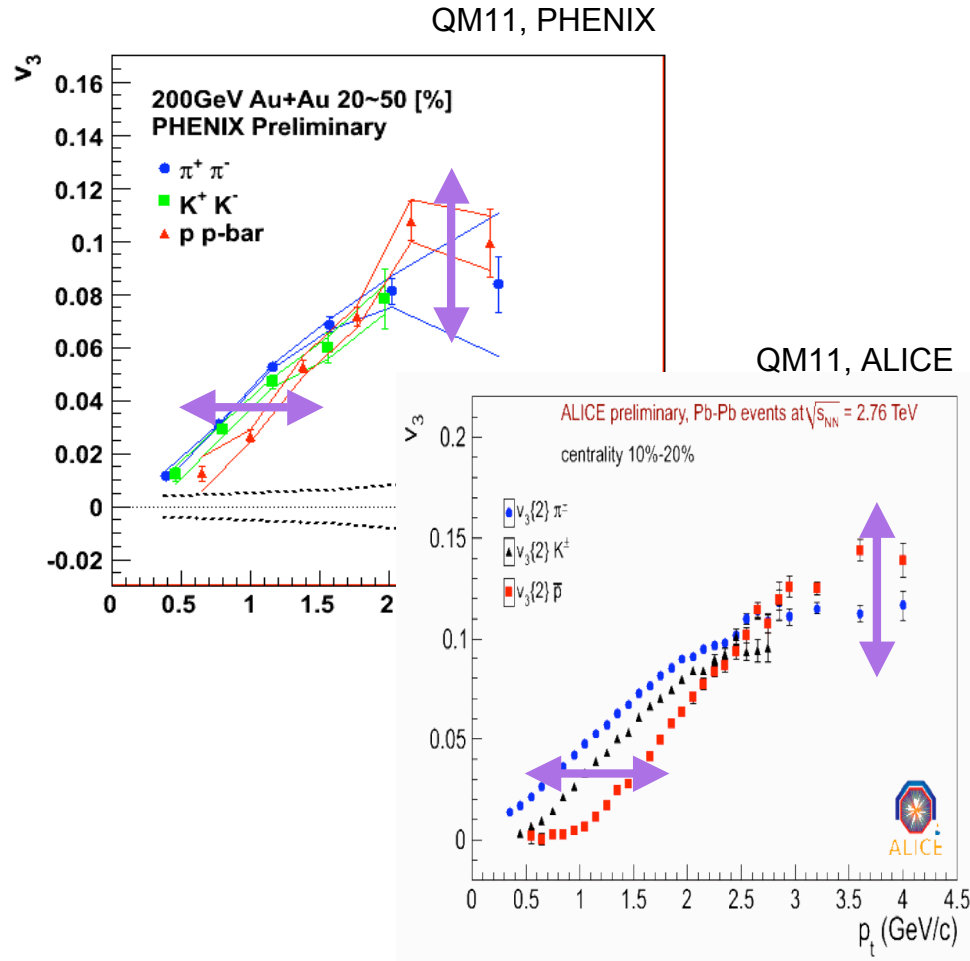 QM11, PHENIX
v₃
0.16
0.14
0.12
0.1
0.08
0.06
0.04
0.02
0
-0.02
200GeV Au+Au 20~50 [%]
PHENIX Preliminary
π⁺ π⁻
K⁺ K⁻
p p-bar
0 0.5 1 1.5 2
QM11, ALICE
v₃
0.2
0.15
0.1
0.05
0
ALICE preliminary, Pb-Pb events at √sNN = 2.76 TeV
centrality 10%-20%
v₃{2} π±
v₃{2} K±
v₃{2} p̅
ALICE
0 0.5 1 1.5 2 2.5 3 3.5 4 4.5
pt (GeV/c)